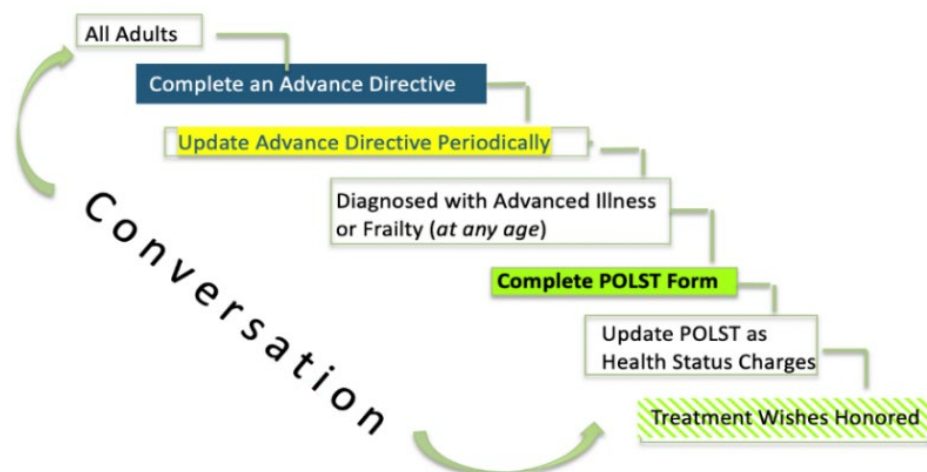 All Adults
Complete an Advance Directive
Update Advance Directive Periodically
Diagnosed with Advanced Illness
or Frailty (at any age)
Complete POLST Form
Update POLST as
Health Status Charges
Treatment Wishes Honored
Conversation